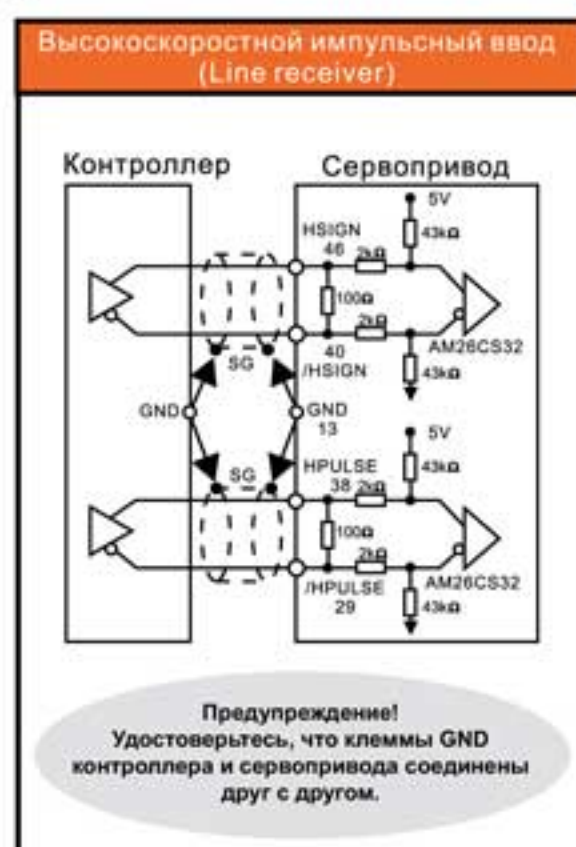 Высокоскоростной импульсный ввод
(Line receiver)
Контроллер
Сервопривод
5V
HSIGN
46
2kΩ
43kΩ
100Ω
2kΩ
40
/HSIGN
AM26CS32
43kΩ
SG
GND
GND
13
5V
SG
HPULSE
38
2kΩ
43kΩ
100Ω
2kΩ
/HPULSE
29
AM26CS32
43kΩ
Предупреждение!
Удостоверьтесь, что клеммы GND
контроллера и сервопривода соединены
друг с другом.